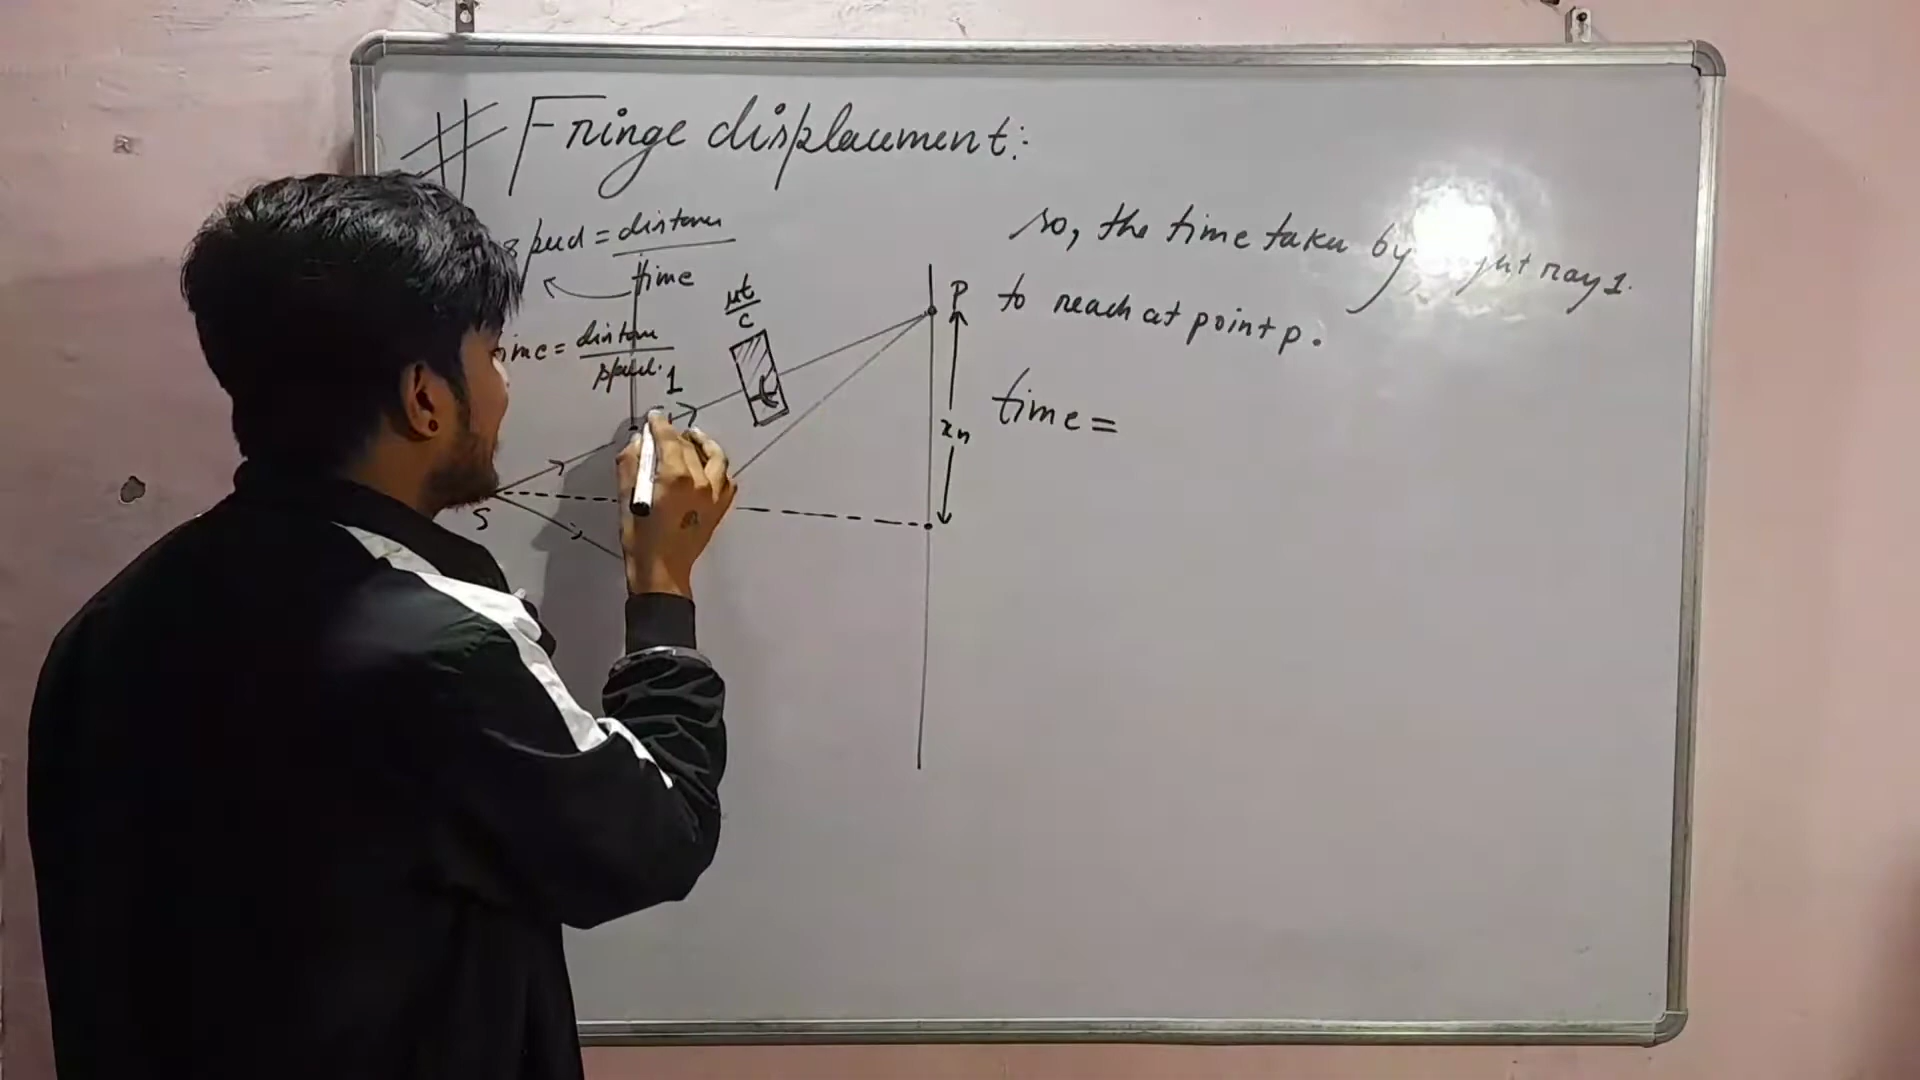 # Fringe displacement:
speed = distance
time
time = distance
speed.
1
μt
c
t
S
P
xn
so, the time taken by light ray 1.
to reach at point p.
time =